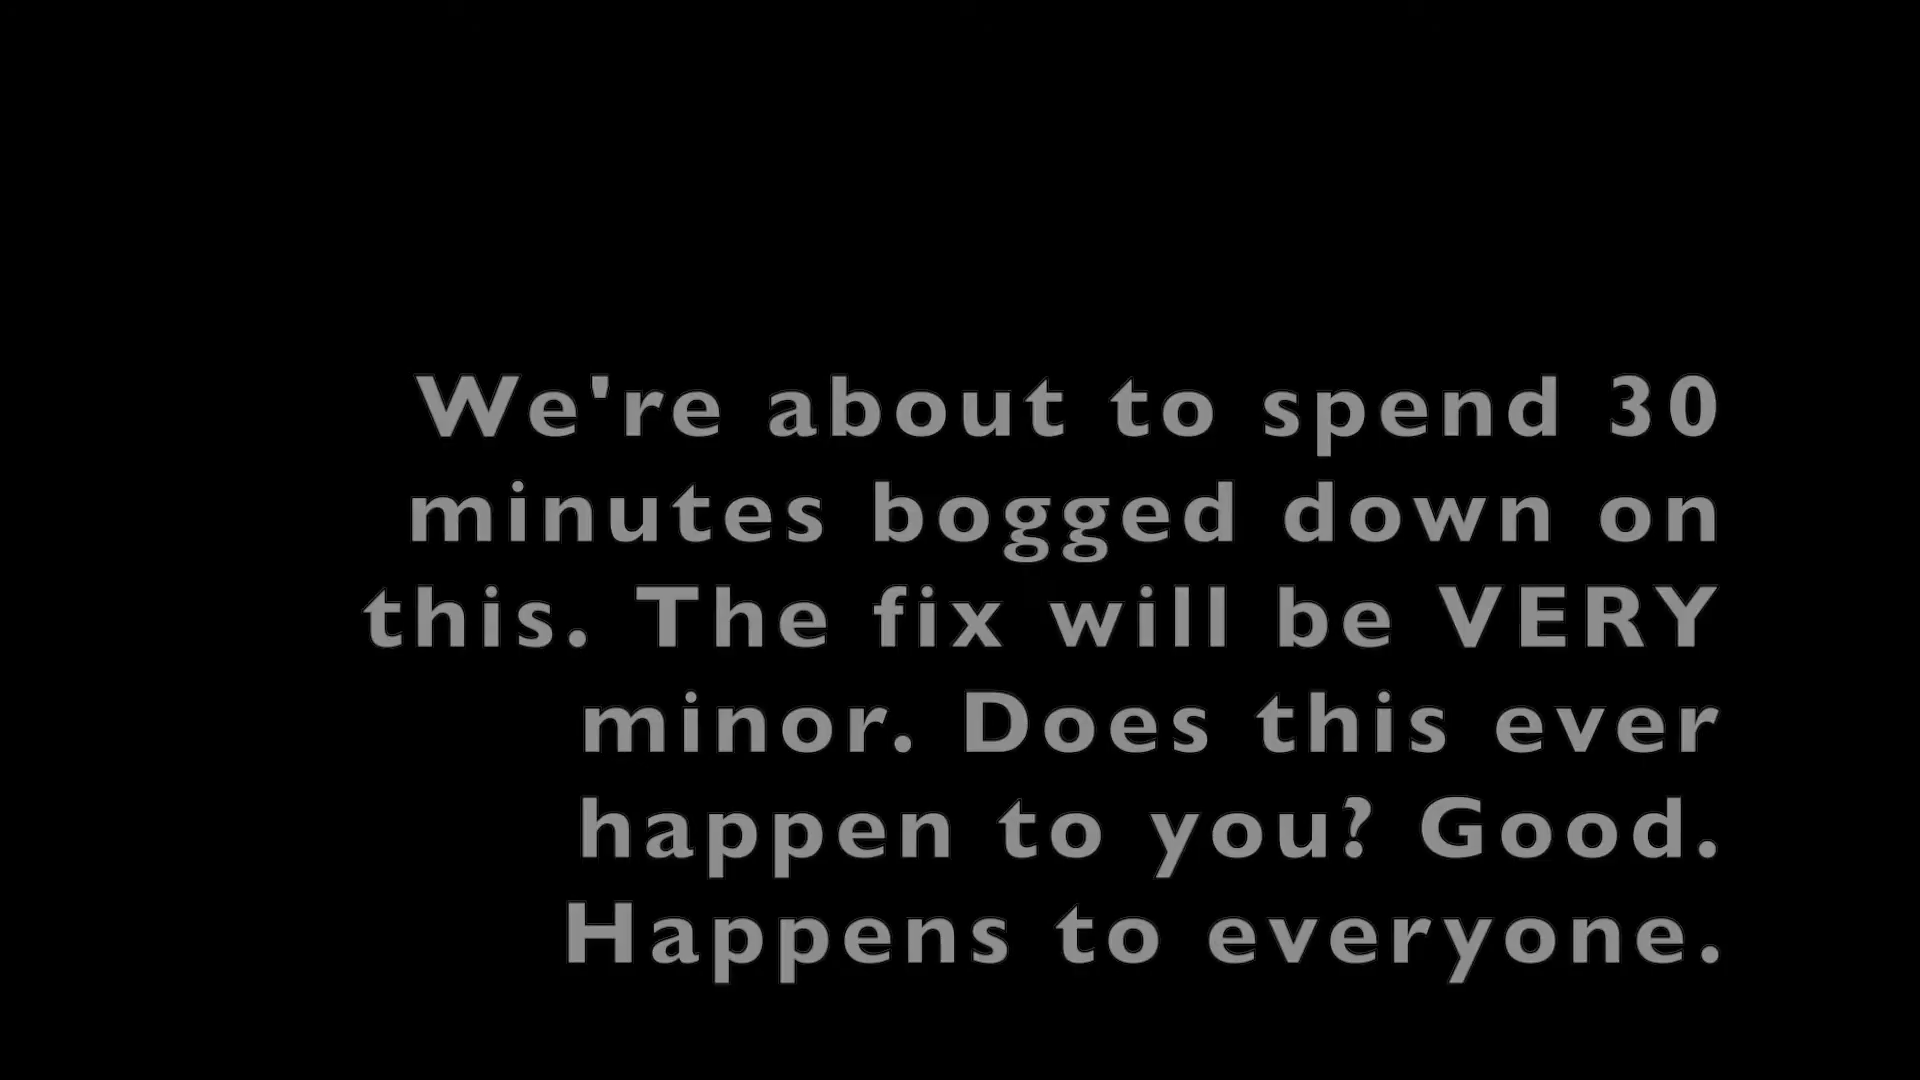 We're about to spend 30
minutes bogged down on
this. The fix will be VERY
minor. Does this ever
happen to you? Good.
Happens to everyone.